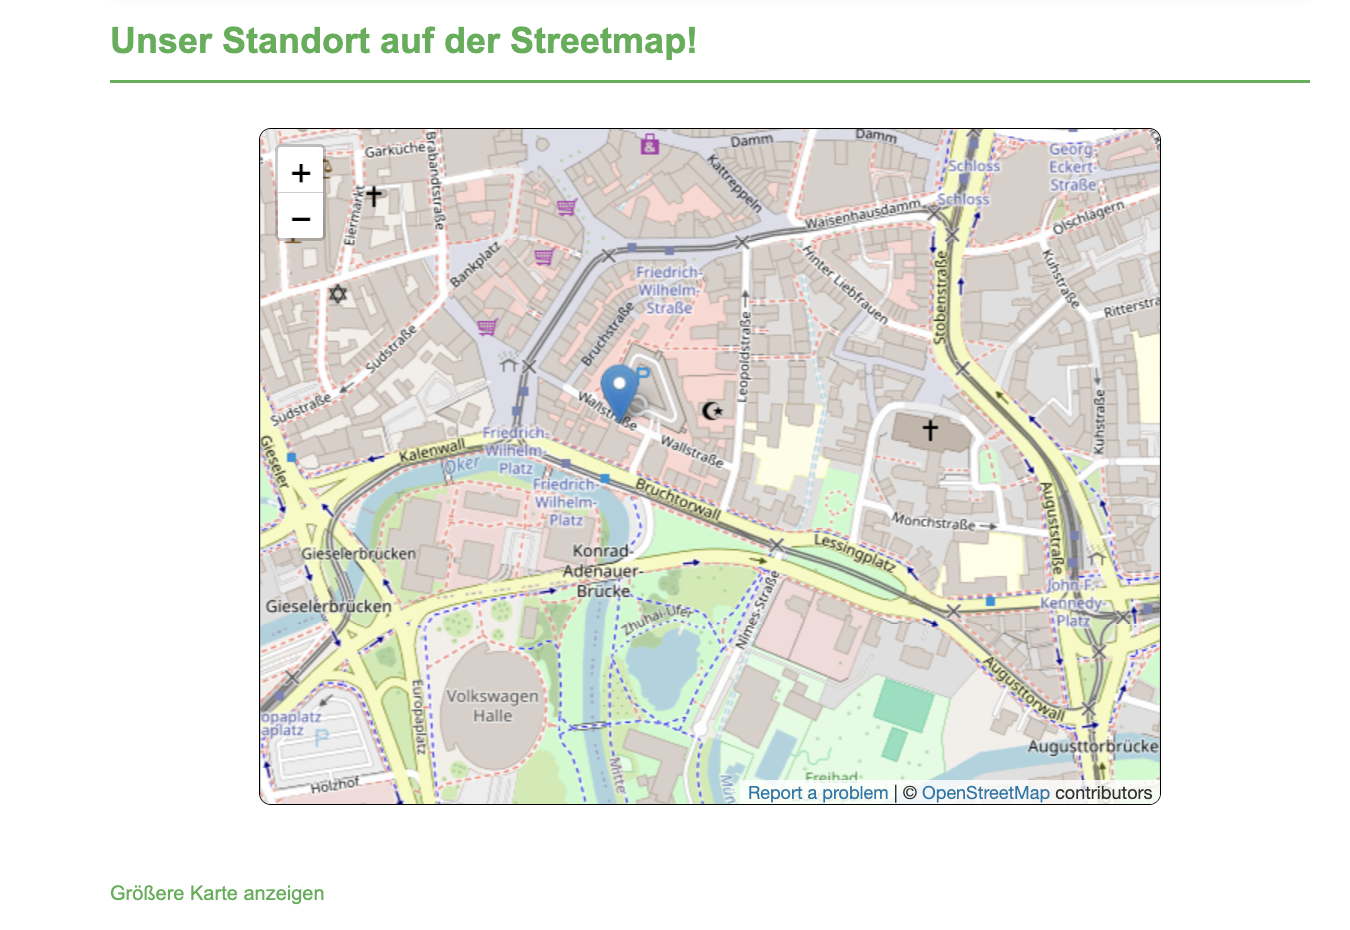 Unser Standort auf der Streetmap!
+
−
Garküche
Brabandtstraße
Eiermarkt
Damm
Damm
Kattreppeln
Schloss
Schloss
Georg-
Eckert-
Straße
Ölschlägern
Waisenhausdamm
Bankplatz
Friedrich-
Wilhelm-
Straße
Hinter Liebfrauen
Stobenstraße
Kuhstraße
Ritterstra
Südstraße
Südstraße
Bruchstraße
Leopoldstraße
P
Wallstraße
Wallstraße
Kuhstraße
Gieseler
Kalenwall
Oker
Friedrich-
Wilhelm-
Platz
Friedrich-
Wilhelm-
Platz
Bruchtorwall
Mönchstraße
Auguststraße
Lessingplatz
Gieselerbrücken
Gieselerbrücken
Konrad-
Adenauer-
Brücke
John-F.-
Kennedy-
Platz
Zhuhai-Ufer
Nîmes-Straße
Volkswagen
Halle
Europaplatz
Augusttorwall
Augusttorbrücke
opaplatz
aplatz
P
Holzhof
Mitte
Freibad
Report a problem | © OpenStreetMap contributors
Größere Karte anzeigen